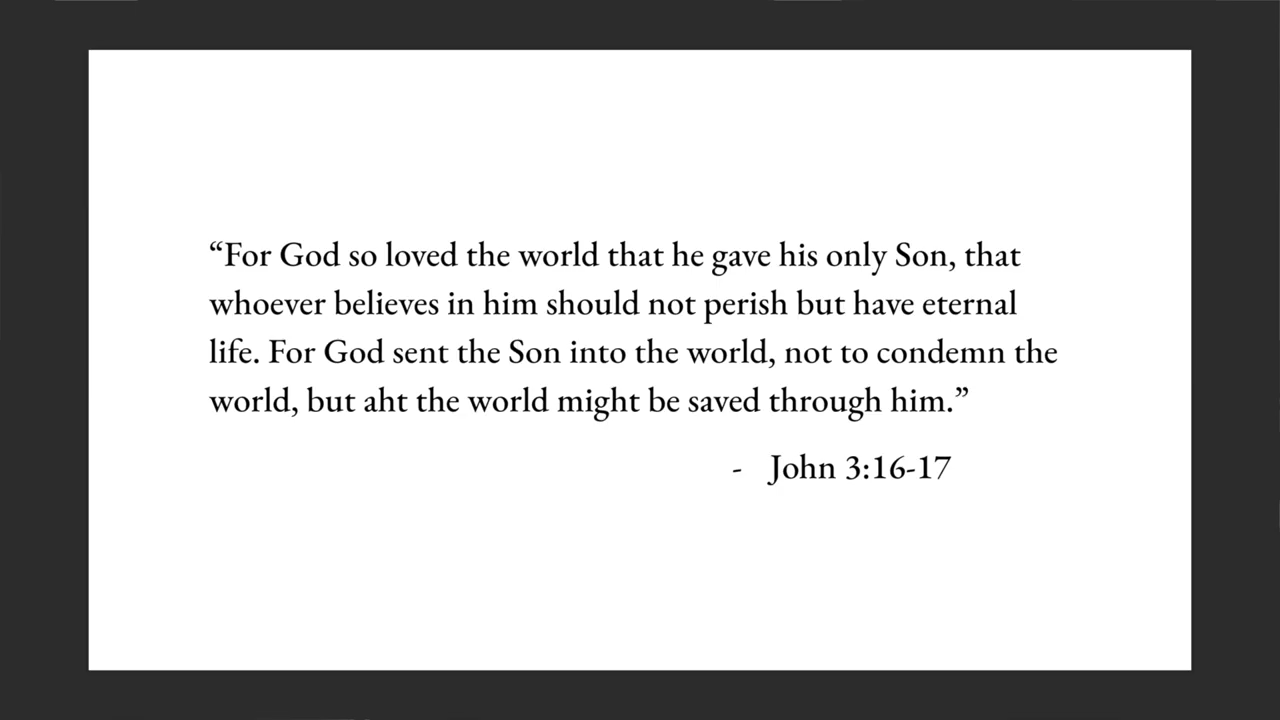 “For God so loved the world that he gave his only Son, that
whoever believes in him should not perish but have eternal
life. For God sent the Son into the world, not to condemn the
world, but aht the world might be saved through him.”
- John 3:16-17